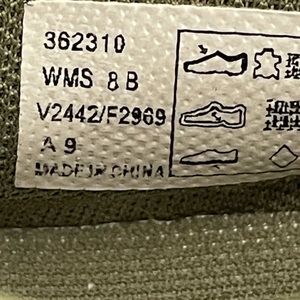 362310
WMS 8 B
V2442/F2969
A 9
MADE IN CHINA